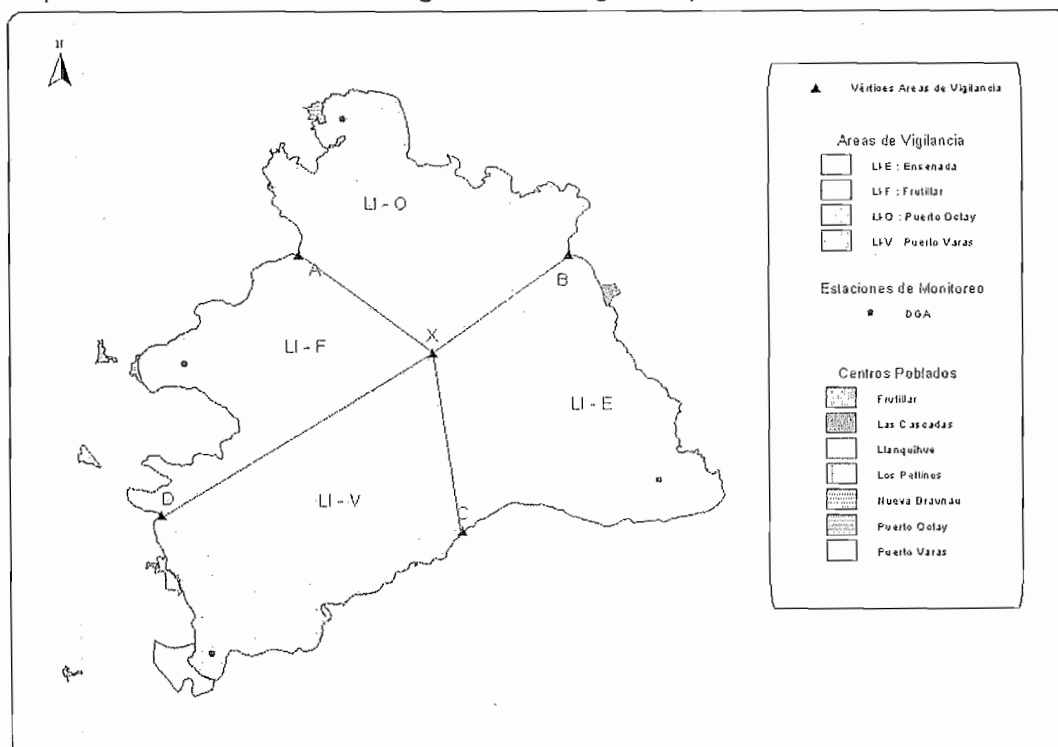 N
Vértices Areas de Vigilancia
Areas de Vigilancia
LI-E : Ensenada
LI-F : Frutillar
LI-O : Puerto Octay
LI-V : Puerto Varas
Estaciones de Monitoreo
DGA
Centros Poblados
Frutillar
Las Cascadas
Llanquihue
Los Pellines
Nueva Braunau
Puerto Octay
Puerto Varas
LI - O
A
B
X
LI - F
LI - E
D
LI - V
C